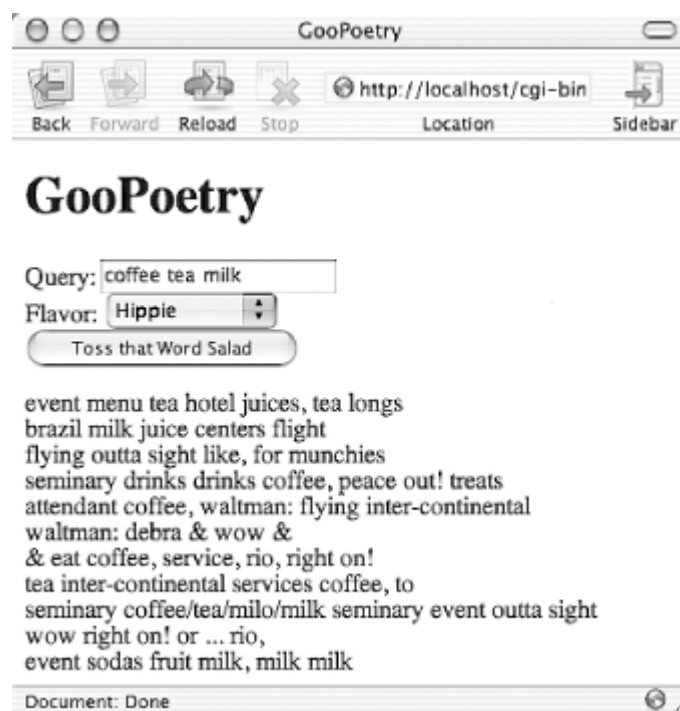 GooPoetry
http://localhost/cgi-bin
Back Forward Reload Stop Location Sidebar
GooPoetry
Query: coffee tea milk
Flavor: Hippie
Toss that Word Salad
event menu tea hotel juices, tea longs
brazil milk juice centers flight
flying outta sight like, for munchies
seminary drinks drinks coffee, peace out! treats
attendant coffee, waltman: flying inter-continental
waltman: debra & wow &
& eat coffee, service, rio, right on!
tea inter-continental services coffee, to
seminary coffee/tea/milo/milk seminary event outta sight
wow right on! or ... rio,
event sodas fruit milk, milk milk
Document: Done